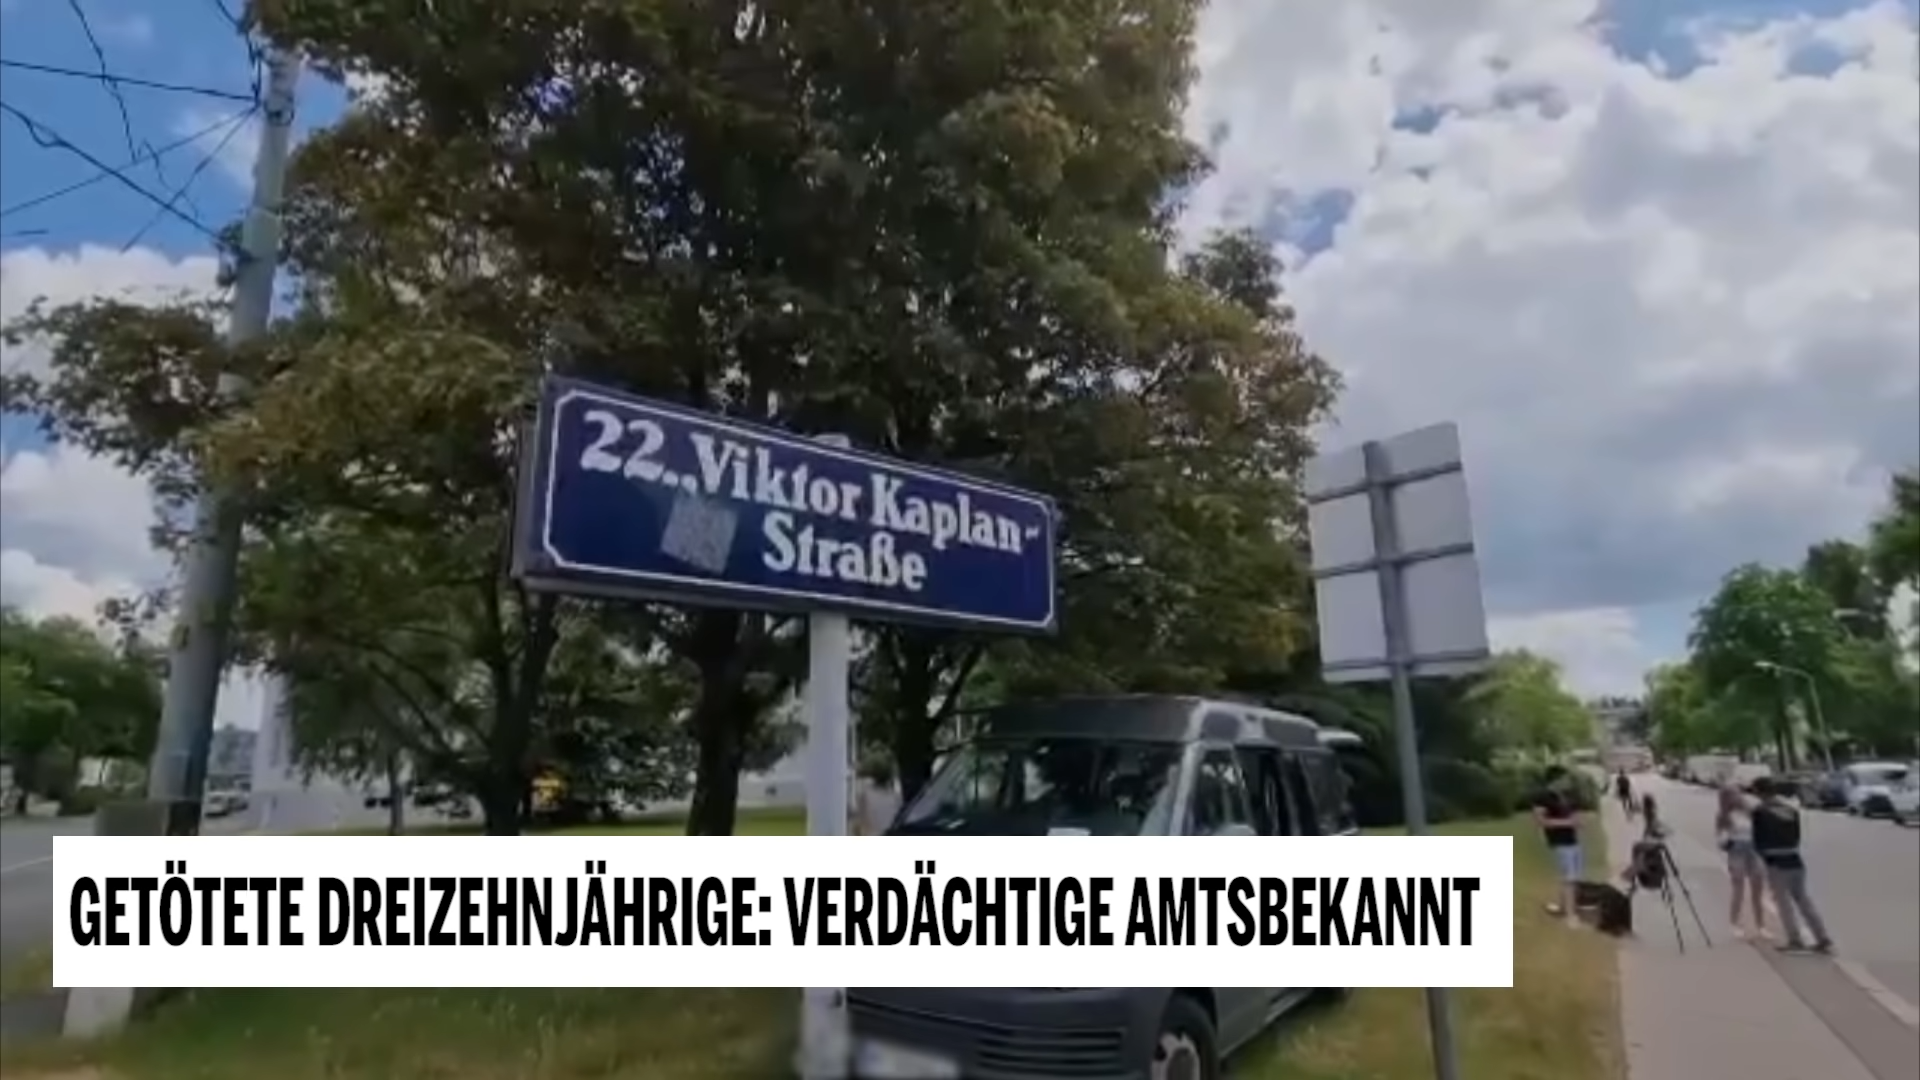 22., Viktor Kaplan-
Straße
GETÖTETE DREIZEHNJÄHRIGE: VERDÄCHTIGE AMTSBEKANNT